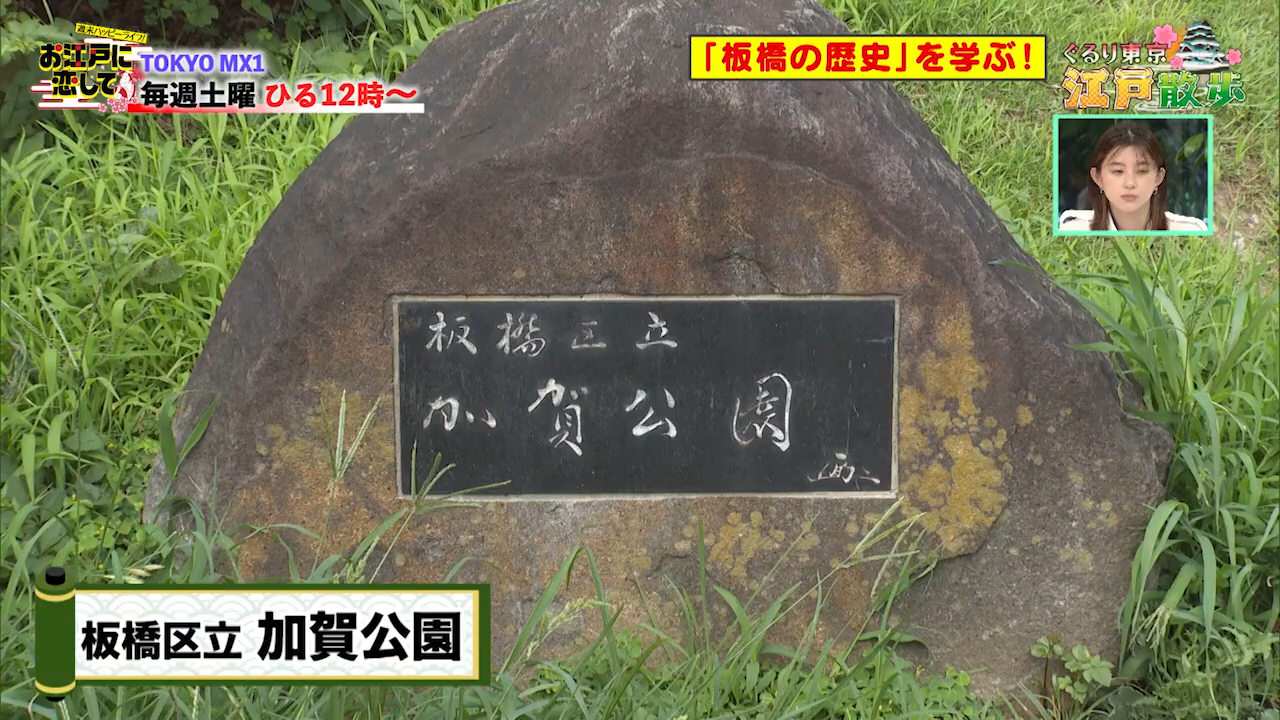 週末ハッピーライフ!
お江戸に
恋して
TOKYO MX1
毎週土曜 ひる12時～
「板橋の歴史」を学ぶ!
ぐるり東京
江戸散歩
板橋区立
加賀公園
板橋区立 加賀公園